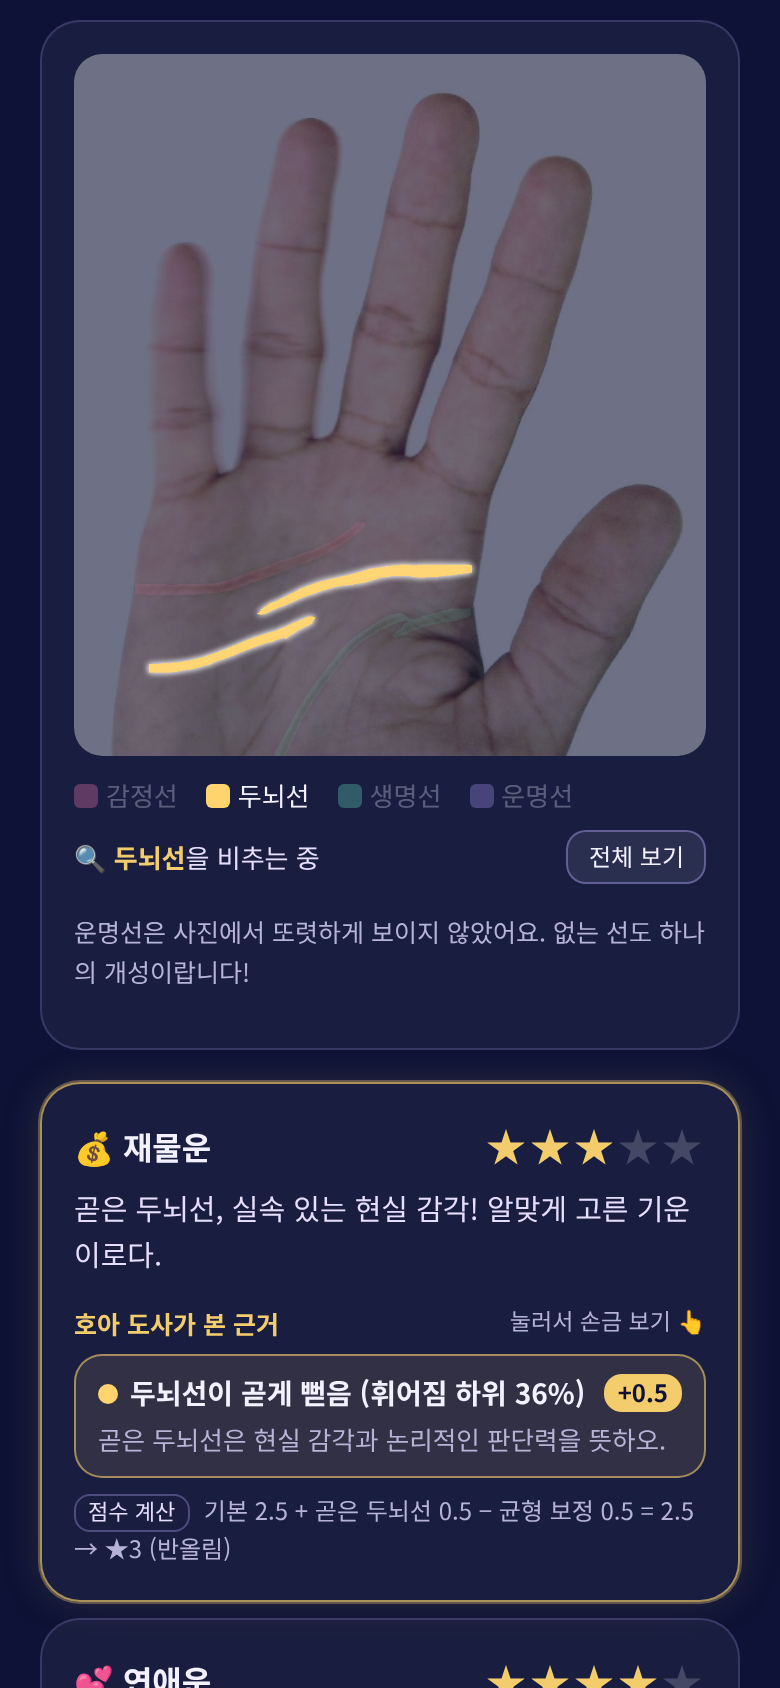 감정선 두뇌선 생명선 운명선
🔍 두뇌선을 비추는 중 전체 보기
운명선은 사진에서 또렷하게 보이지 않았어요. 없는 선도 하나
의 개성이랍니다!
💰 재물운 ★★★★★
곧은 두뇌선, 실속 있는 현실 감각! 알맞게 고른 기운
이로다.
호아 도사가 본 근거 눌러서 손금 보기 👆
두뇌선이 곧게 뻗음 (휘어짐 하위 36%) +0.5
곧은 두뇌선은 현실 감각과 논리적인 판단력을 뜻하오.
점수 계산 기본 2.5 + 곧은 두뇌선 0.5 − 균형 보정 0.5 = 2.5
→ ★3 (반올림)
💕 연애운 ★★★★★